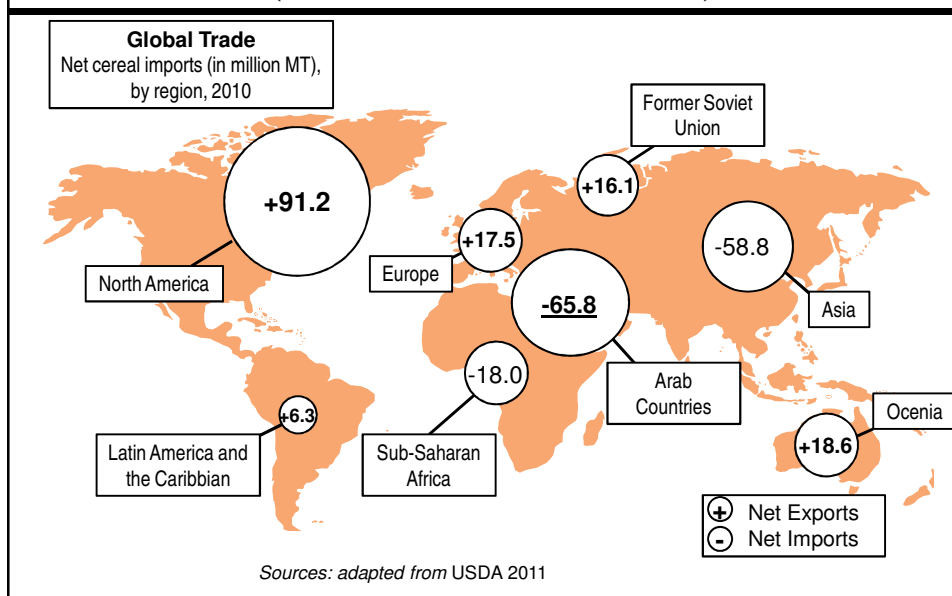 Global Trade
Net cereal imports (in million MT),
by region, 2010
Former Soviet
Union
+91.2
+16.1
+17.5
-58.8
Europe
North America
-65.8
Asia
-18.0
Arab
Countries
+6.3
Ocenia
Latin America and
the Caribbian
Sub-Saharan
Africa
+18.6
+ Net Exports
- Net Imports
Sources: adapted from USDA 2011